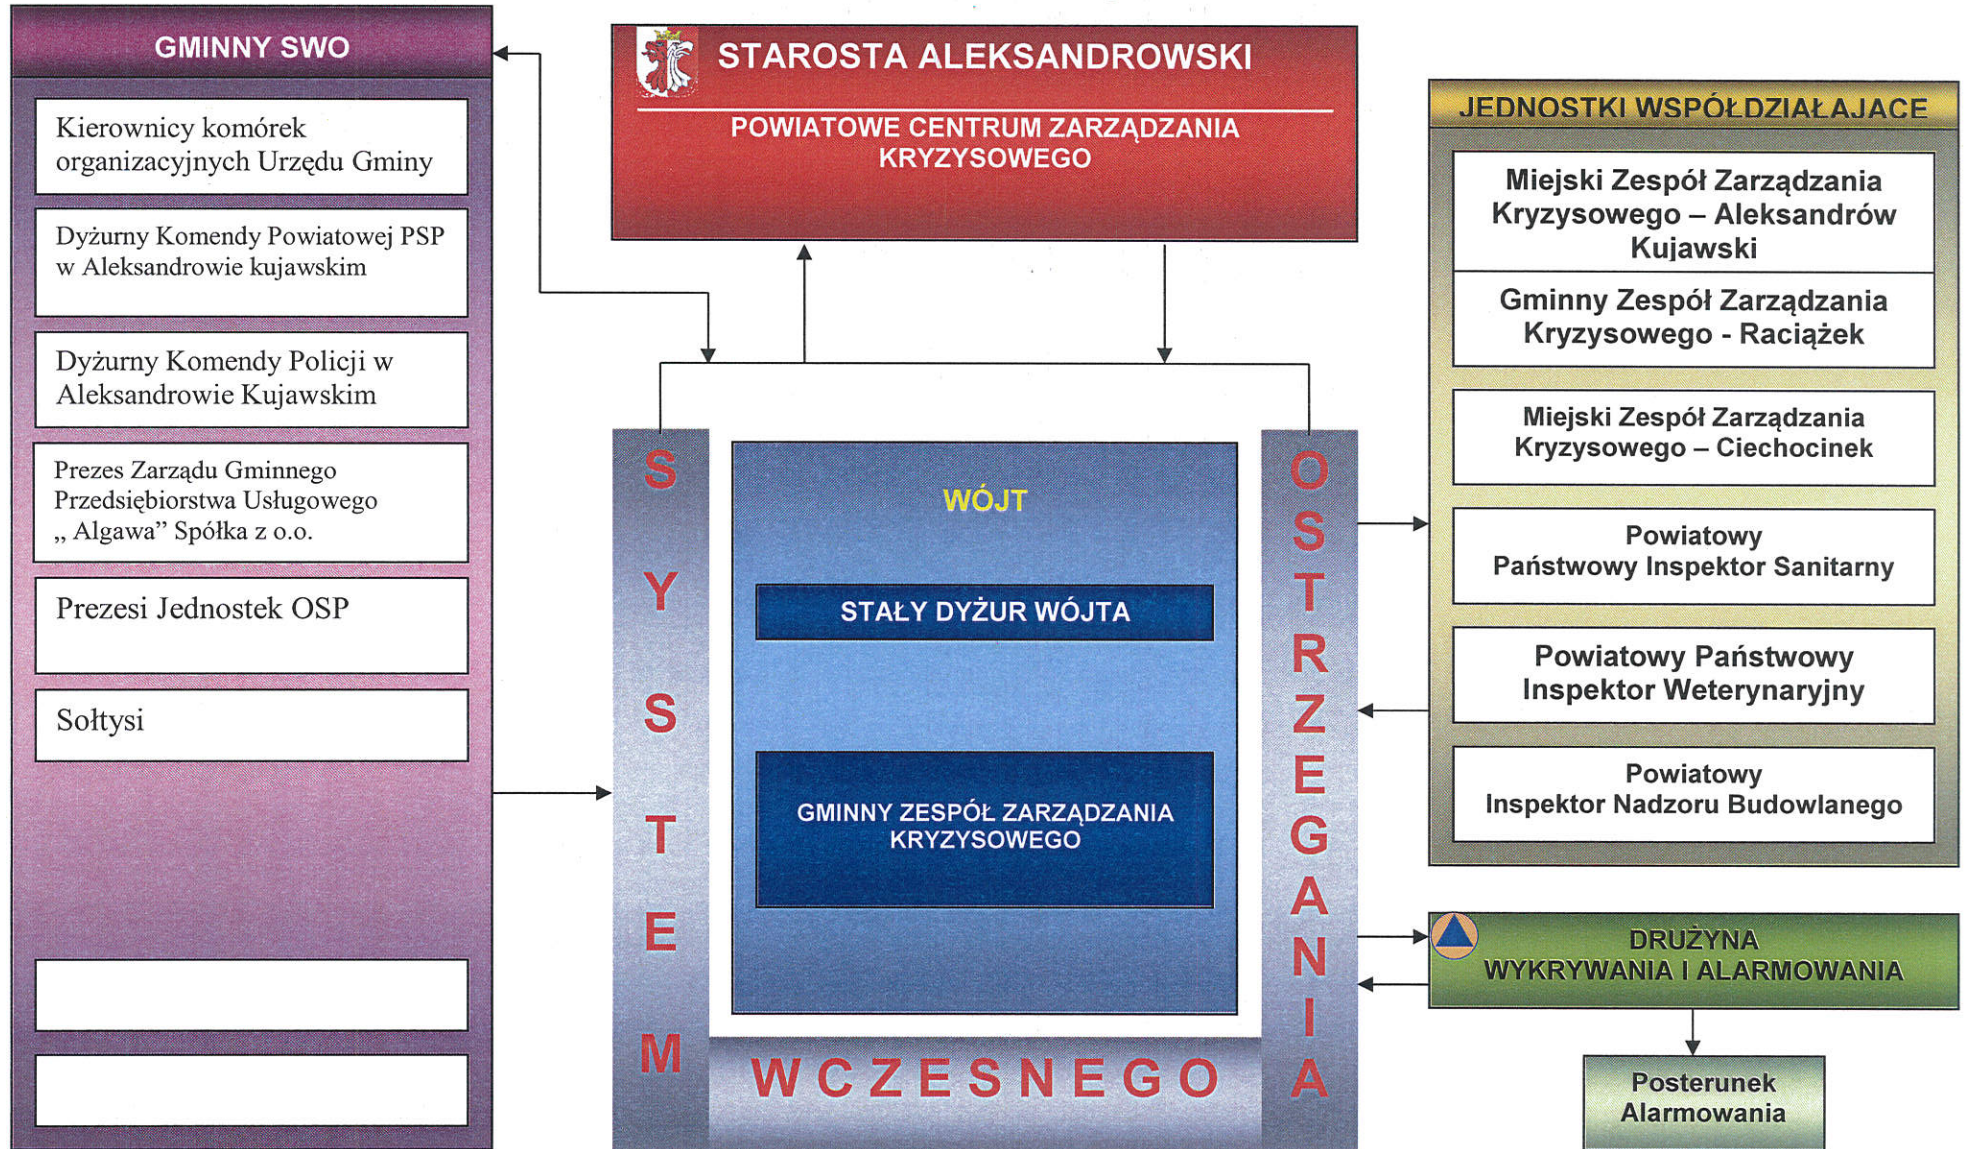 GMINNY SWO
Kierownicy komórek
organizacyjnych Urzędu Gminy
Dyżurny Komendy Powiatowej PSP
w Aleksandrowie kujawskim
Dyżurny Komendy Policji w
Aleksandrowie Kujawskim
Prezes Zarządu Gminnego
Przedsiębiorstwa Usługowego
„ Algawa” Spółka z o.o.
Prezesi Jednostek OSP
Sołtysi
STAROSTA ALEKSANDROWSKI
POWIATOWE CENTRUM ZARZĄDZANIA
KRYZYSOWEGO
SYSTEM
WCZESNEGO
OSTRZEGANIA
WÓJT
STAŁY DYŻUR WÓJTA
GMINNY ZESPÓŁ ZARZĄDZANIA
KRYZYSOWEGO
JEDNOSTKI WSPÓŁDZIAŁAJACE
Miejski Zespół Zarządzania
Kryzysowego – Aleksandrów
Kujawski
Gminny Zespół Zarządzania
Kryzysowego - Raciążek
Miejski Zespół Zarządzania
Kryzysowego – Ciechocinek
Powiatowy
Państwowy Inspektor Sanitarny
Powiatowy Państwowy
Inspektor Weterynaryjny
Powiatowy
Inspektor Nadzoru Budowlanego
DRUŻYNA
WYKRYWANIA I ALARMOWANIA
Posterunek
Alarmowania